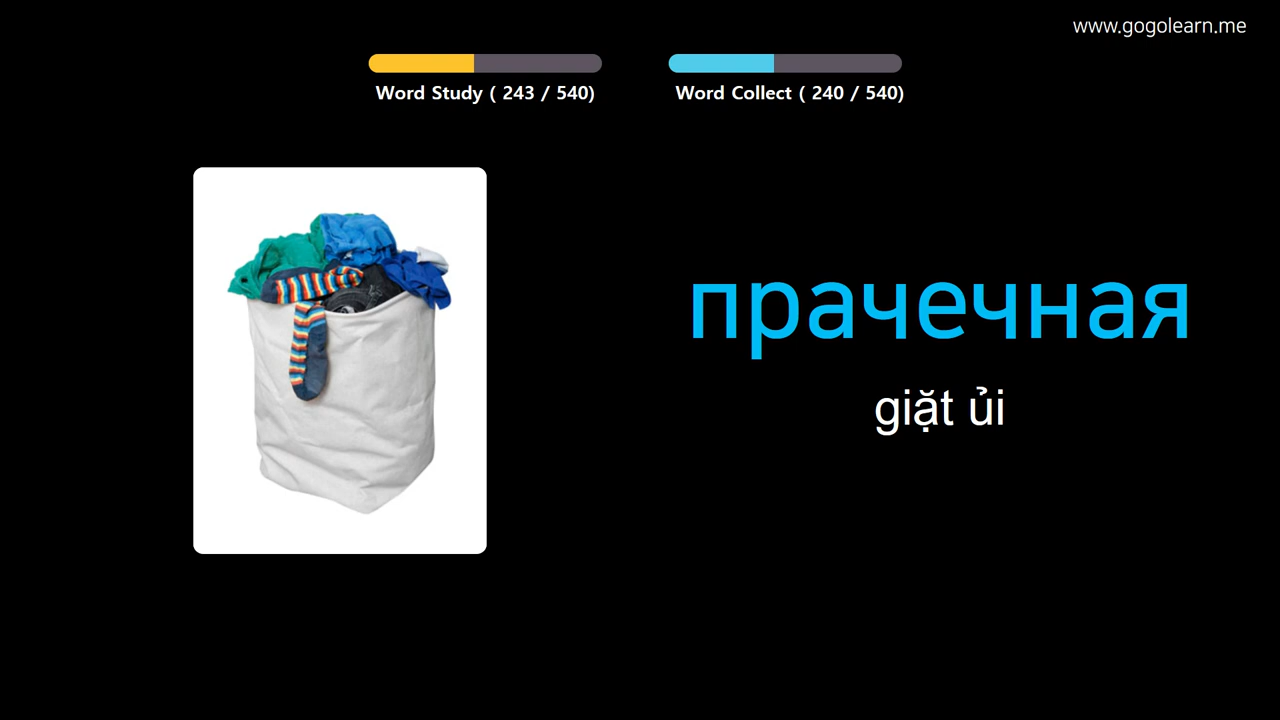 www.gogolearn.me
Word Study ( 243 / 540)
Word Collect ( 240 / 540)
прачечная
giặt ủi